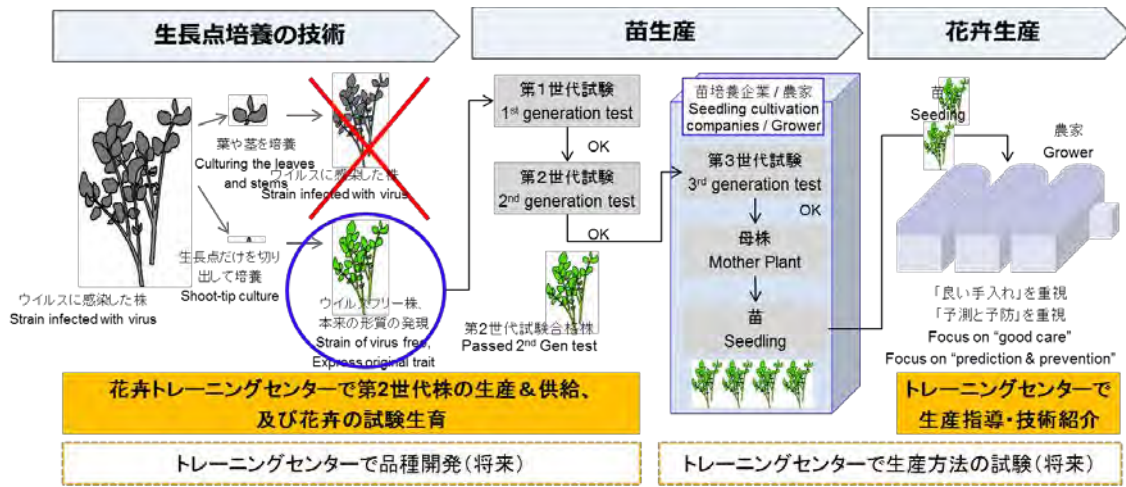 生長点培養の技術
苗生産
花卉生産
葉や茎を培養
Culturing the leaves
and stems
ウイルスに感染した株
Strain infected with virus
生長点だけを切り
出して培養
Shoot-tip culture
ウイルスに感染した株
Strain infected with virus
ウイルスフリー株、
本来の形質の発現
Strain of virus free,
Express original trait
第1世代試験
1st generation test
OK
第2世代試験
2nd generation test
OK
第2世代試験合格株
Passed 2nd Gen test
苗培養企業 / 農家
Seedling cultivation
companies / Grower
第3世代試験
3rd generation test
OK
母株
Mother Plant
苗
Seedling
苗
Seedling
農家
Grower
「良い手入れ」を重視
「予測と予防」を重視
Focus on “good care”
Focus on “prediction & prevention”
花卉トレーニングセンターで第2世代株の生産＆供給、
及び花卉の試験生育
トレーニングセンターで
生産指導・技術紹介
トレーニングセンターで品種開発(将来)
トレーニングセンターで生産方法の試験(将来)